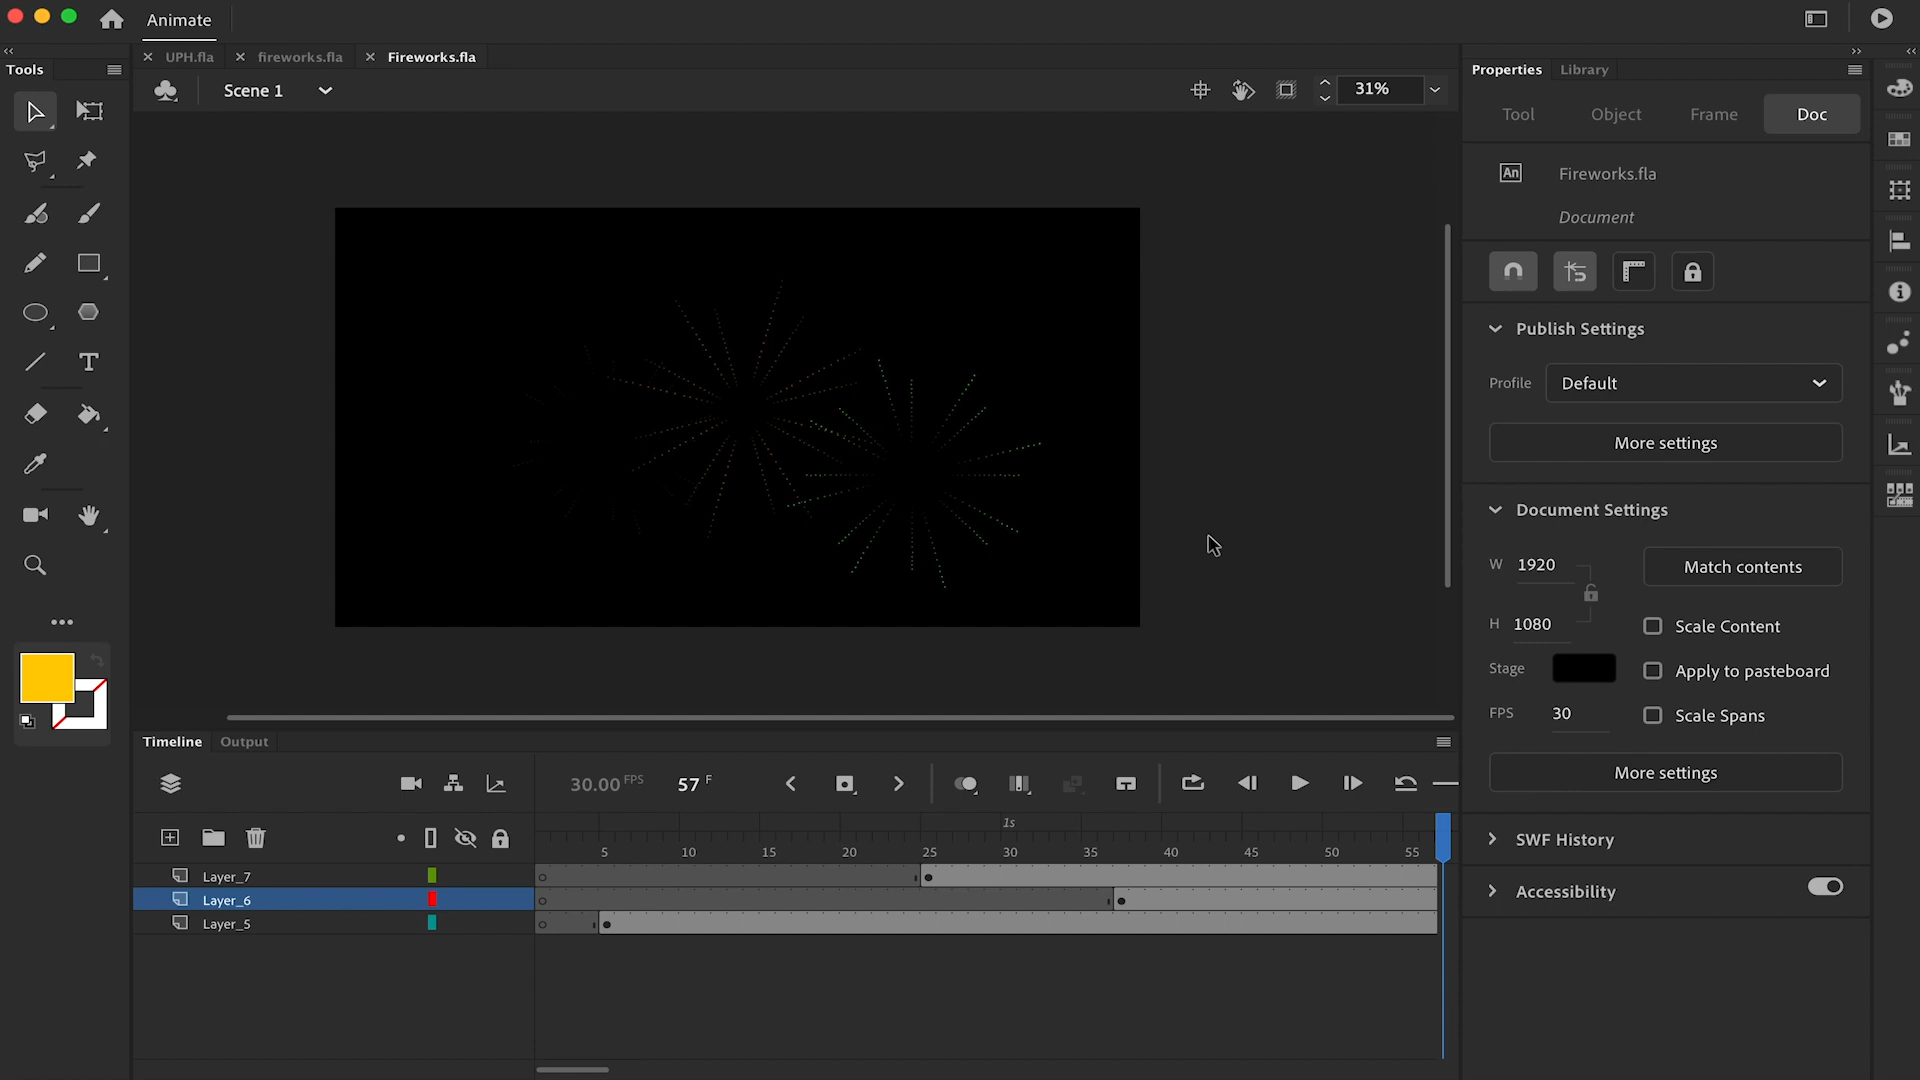 Animate
Tools
UPH.fla
fireworks.fla
Fireworks.fla
Scene 1
31%
Properties
Library
Tool
Object
Frame
Doc
An
Fireworks.fla
Document
Publish Settings
Profile
Default
More settings
Document Settings
W 1920
Match contents
H 1080
Scale Content
Stage
Apply to pasteboard
FPS 30
Scale Spans
More settings
SWF History
Accessibility
Timeline
Output
30.00 FPS
57 F
1s
5 10 15 20 25 30 35 40 45 50 55
Layer_7
Layer_6
Layer_5